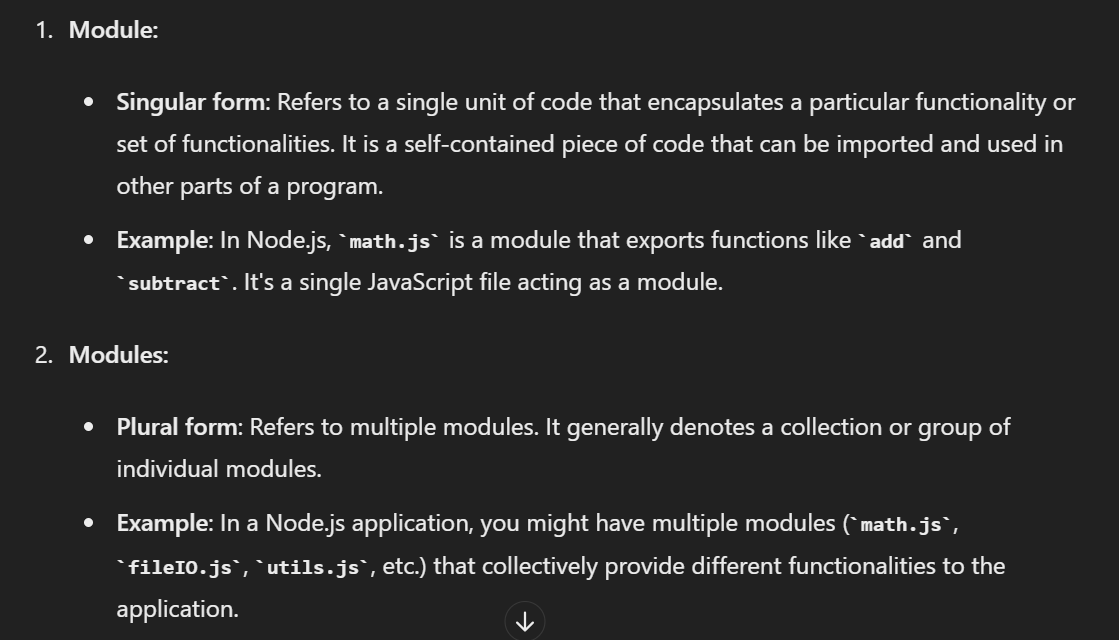 1. Module:
• Singular form: Refers to a single unit of code that encapsulates a particular functionality or
set of functionalities. It is a self-contained piece of code that can be imported and used in
other parts of a program.
• Example: In Node.js, `math.js` is a module that exports functions like `add` and
`subtract`. It's a single JavaScript file acting as a module.
2. Modules:
• Plural form: Refers to multiple modules. It generally denotes a collection or group of
individual modules.
• Example: In a Node.js application, you might have multiple modules (`math.js`,
`fileIO.js`, `utils.js`, etc.) that collectively provide different functionalities to the
application.